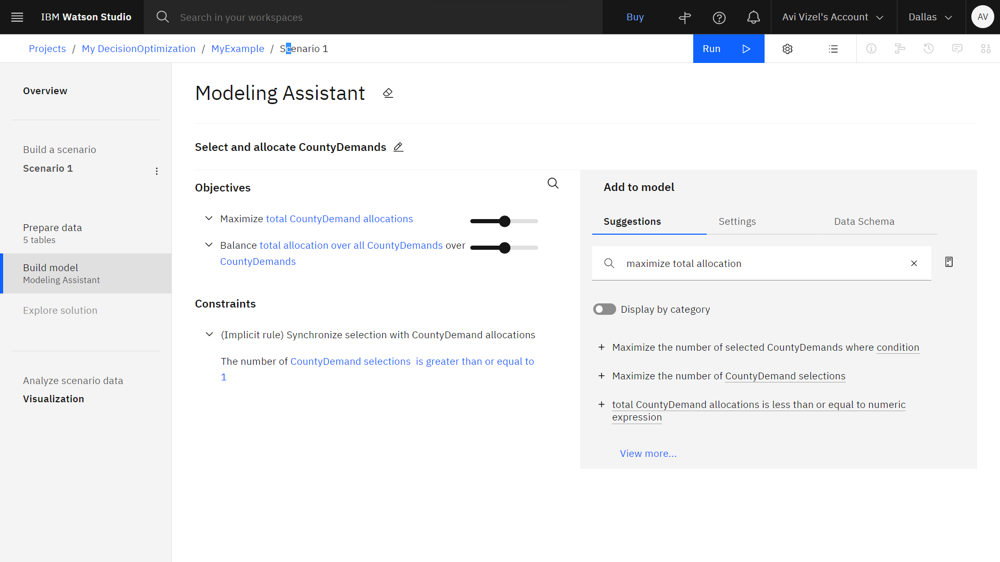 IBM Watson Studio
Search in your workspaces
Buy
Avi Vizel's Account
Dallas
AV
Projects / My DecisionOptimization / MyExample / Scenario 1
Run
Overview
Build a scenario
Scenario 1
Prepare data
5 tables
Build model
Modeling Assistant
Explore solution
Analyze scenario data
Visualization
Modeling Assistant
Select and allocate CountyDemands
Objectives
Maximize total CountyDemand allocations
Balance total allocation over all CountyDemands over
CountyDemands
Constraints
(Implicit rule) Synchronize selection with CountyDemand allocations
The number of CountyDemand selections is greater than or equal to
1
Add to model
Suggestions
Settings
Data Schema
maximize total allocation
Display by category
+ Maximize the number of selected CountyDemands where condition
+ Maximize the number of CountyDemand selections
+ total CountyDemand allocations is less than or equal to numeric
expression
View more...